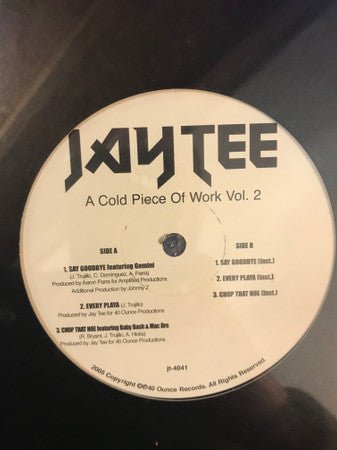 JAY TEE
A Cold Piece Of Work Vol. 2
SIDE A
1. SAY GOODBYE featuring Gemini
(J. Trujillo, C. Dominguez, A. Parra)
Produced by Aaron Parra for Amplified Productions
Additional Production by Johnny Z
2. EVERY PLAYA (J. Trujillo)
Produced by Jay Tee for 40 Ounce Productions
3. CHOP THAT HOE featuring Baby Bash & Mac Dre
(R. Bryant, J. Trujillo, A. Hicks)
Produced by Jay Tee for 40 Ounce Productions
SIDE B
1. SAY GOODBYE (Inst.)
2. EVERY PLAYA (Inst.)
3. CHOP THAT HOE (Inst.)
jt-4041
2005 Copyright ©℗40 Ounce Records. All Rights Reserved.